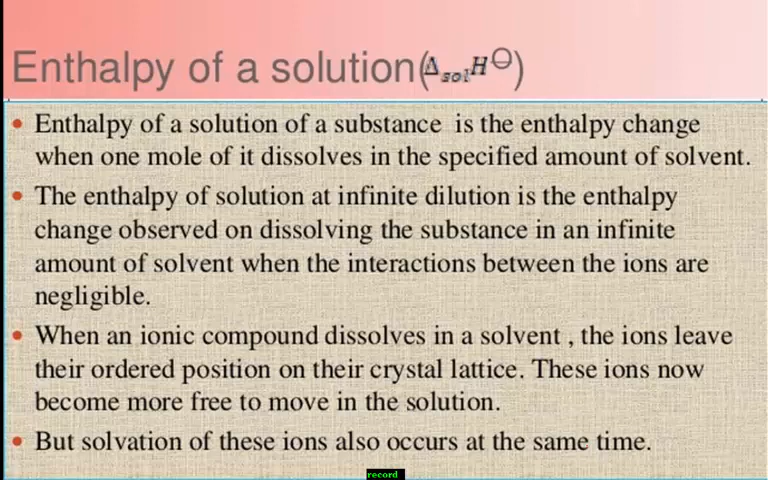 Enthalpy of a solution(Δ_sol H^⊖)
• Enthalpy of a solution of a substance is the enthalpy change
when one mole of it dissolves in the specified amount of solvent.
• The enthalpy of solution at infinite dilution is the enthalpy
change observed on dissolving the substance in an infinite
amount of solvent when the interactions between the ions are
negligible.
• When an ionic compound dissolves in a solvent , the ions leave
their ordered position on their crystal lattice. These ions now
become more free to move in the solution.
• But solvation of these ions also occurs at the same time.
record